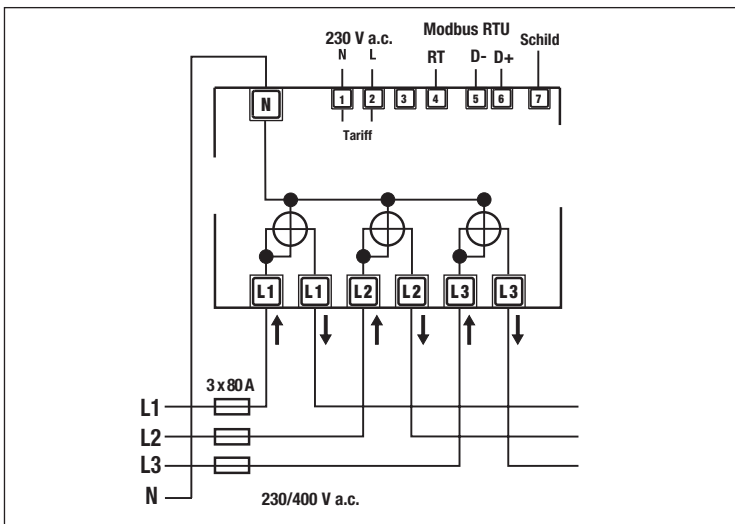 Modbus RTU
230 V a.c.
Schild
N L RT D- D+
N 1 2 3 4 5 6 7
Tariff
L1 L1 L2 L2 L3 L3
3 x 80 A
L1
L2
L3
N
230/400 V a.c.